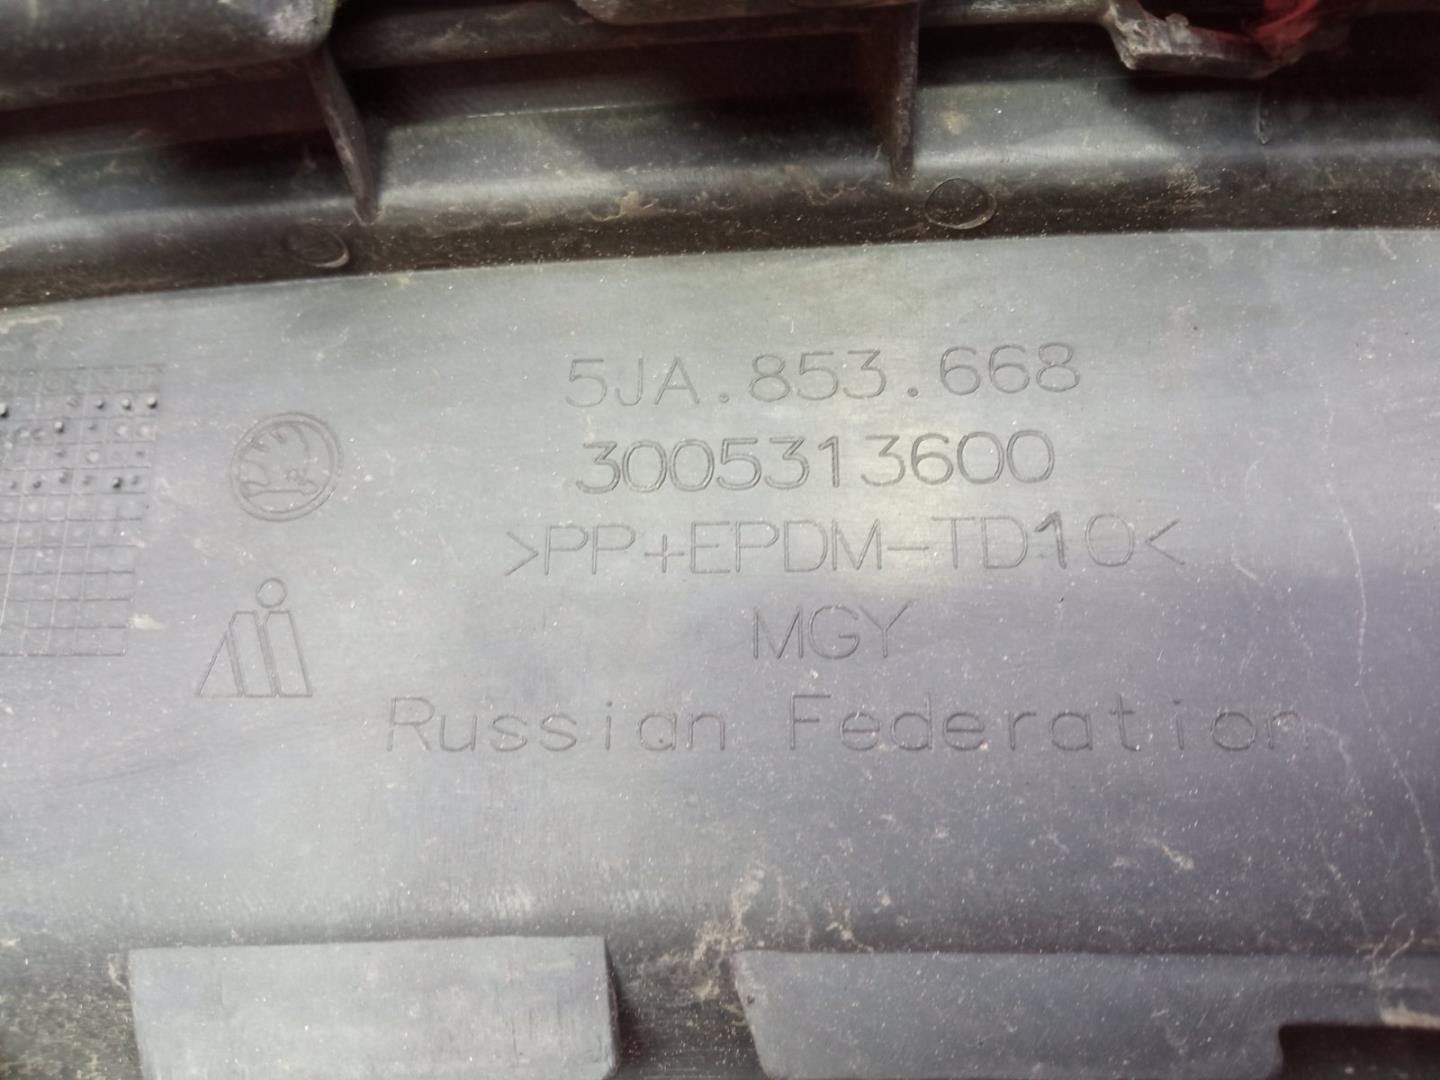 5JA.853.668
3005313600
>PP+EPDM-TD10<
MGY
Russian Federation